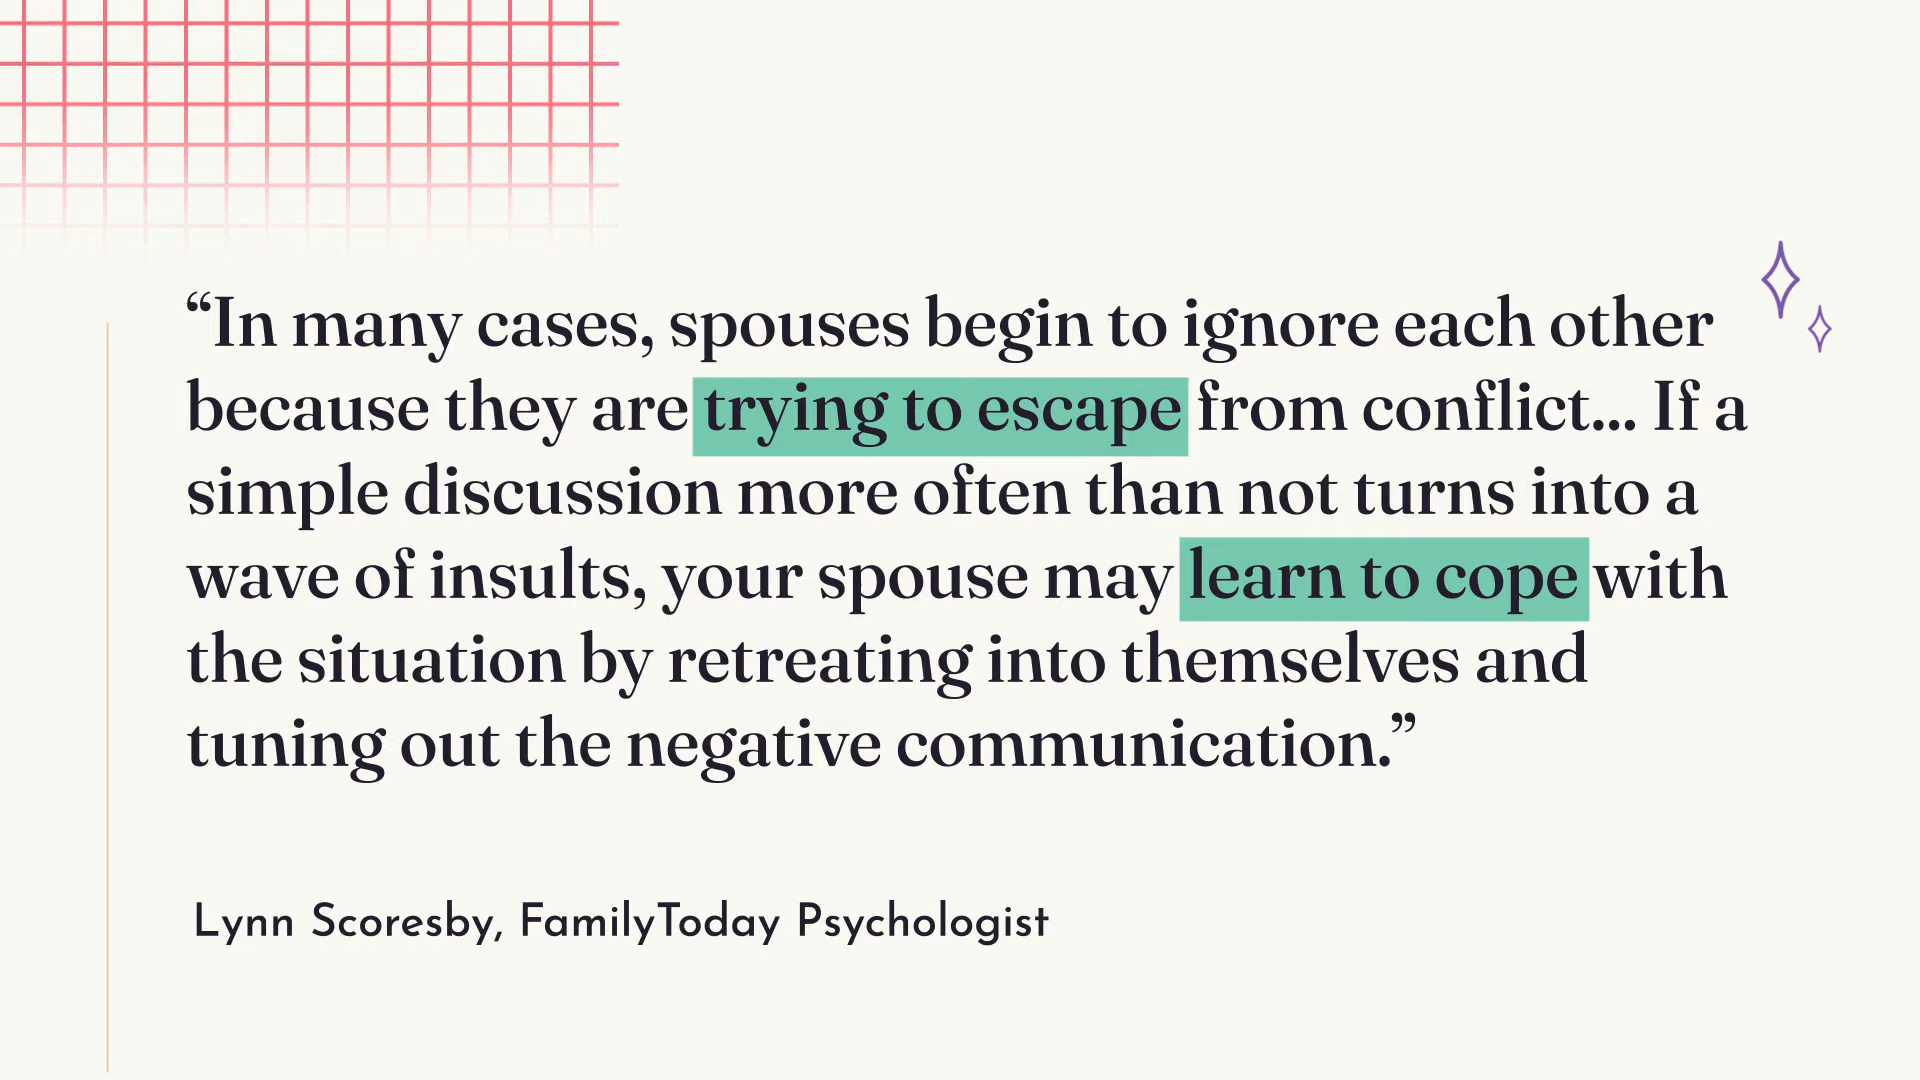 “In many cases, spouses begin to ignore each other
because they are trying to escape from conflict... If a
simple discussion more often than not turns into a
wave of insults, your spouse may learn to cope with
the situation by retreating into themselves and
tuning out the negative communication.”
Lynn Scoresby, FamilyToday Psychologist